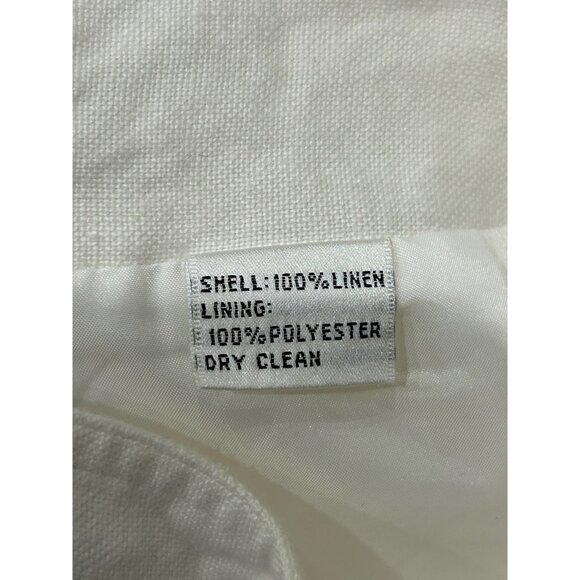 SHELL: 100% LINEN
LINING:
100% POLYESTER
DRY CLEAN